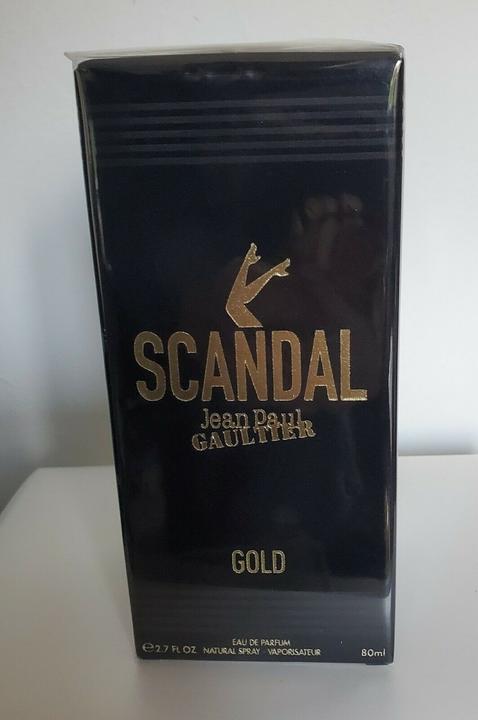 SCANDAL
Jean Paul
GAULTIER
GOLD
EAU DE PARFUM
℮2.7 FL OZ NATURAL SPRAY VAPORISATEUR 80ml